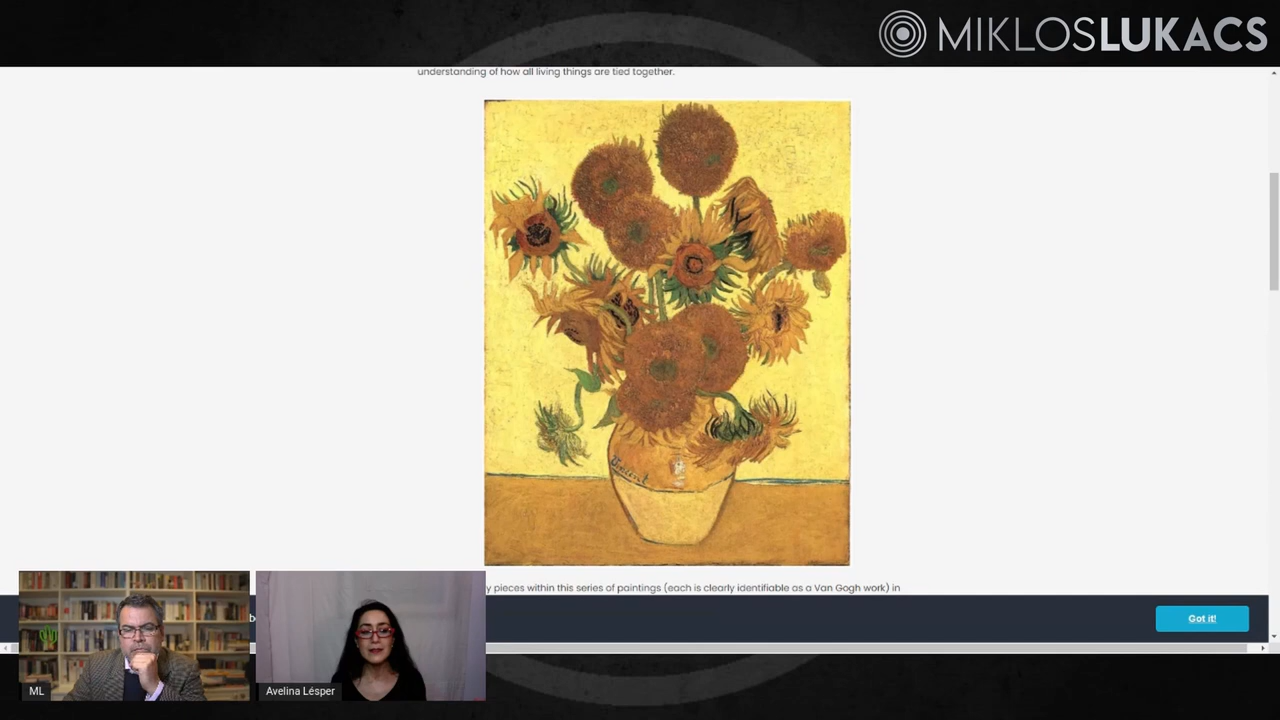 MIKLOSLUKACS
understanding of how all living things are tied together.
Vincent
y pieces within this series of paintings (each is clearly identifiable as a Van Gogh work) in
Got it!
ML
Avelina Lésper